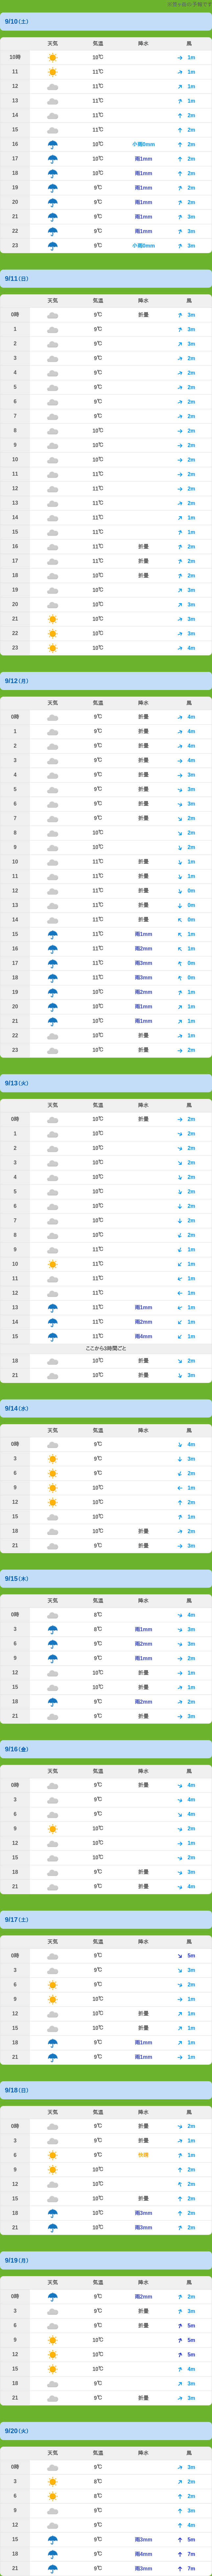 ※気象庁の予報です
9/10(土)
天気 気温 降水 風
10時 10℃ 1m
11 11℃ 1m
12 11℃ 1m
13 11℃ 1m
14 11℃ 2m
15 11℃ 2m
16 10℃ 小雨0mm 2m
17 10℃ 雨1mm 2m
18 10℃ 雨1mm 2m
19 9℃ 雨1mm 2m
20 9℃ 雨1mm 2m
21 9℃ 雨1mm 3m
22 9℃ 雨1mm 3m
23 9℃ 小雨0mm 3m
9/11(日)
天気 気温 降水 風
0時 9℃ 折畳 3m
1 9℃ 3m
2 9℃ 3m
3 9℃ 2m
4 9℃ 2m
5 9℃ 2m
6 9℃ 2m
7 9℃ 2m
8 10℃ 2m
9 10℃ 2m
10 11℃ 2m
11 11℃ 2m
12 11℃ 2m
13 11℃ 2m
14 11℃ 1m
15 11℃ 1m
16 11℃ 折畳 2m
17 11℃ 折畳 2m
18 11℃ 折畳 2m
19 10℃ 3m
20 10℃ 3m
21 10℃ 3m
22 10℃ 3m
23 10℃ 4m
9/12(月)
天気 気温 降水 風
0時 9℃ 折畳 4m
1 9℃ 折畳 4m
2 9℃ 折畳 4m
3 9℃ 折畳 4m
4 9℃ 折畳 3m
5 9℃ 折畳 3m
6 9℃ 折畳 3m
7 9℃ 折畳 2m
8 10℃ 2m
9 10℃ 2m
10 11℃ 折畳 1m
11 11℃ 折畳 1m
12 11℃ 折畳 0m
13 11℃ 折畳 0m
14 11℃ 折畳 0m
15 11℃ 雨1mm 1m
16 11℃ 雨2mm 1m
17 11℃ 雨3mm 0m
18 11℃ 雨3mm 0m
19 10℃ 雨2mm 1m
20 10℃ 雨1mm 1m
21 11℃ 雨1mm 1m
22 10℃ 折畳 1m
23 10℃ 折畳 2m
9/13(火)
天気 気温 降水 風
0時 10℃ 折畳 2m
1 10℃ 2m
2 10℃ 2m
3 10℃ 2m
4 10℃ 2m
5 10℃ 2m
6 10℃ 2m
7 10℃ 2m
8 10℃ 2m
9 11℃ 1m
10 11℃ 1m
11 11℃ 1m
12 11℃ 1m
13 11℃ 雨1mm 1m
14 11℃ 雨2mm 1m
15 11℃ 雨4mm 1m
ここから3時間ごと
18 10℃ 折畳 2m
21 10℃ 折畳 3m
9/14(水)
天気 気温 降水 風
0時 9℃ 4m
3 9℃ 3m
6 9℃ 2m
9 10℃ 1m
12 10℃ 2m
15 10℃ 1m
18 10℃ 折畳 2m
21 9℃ 折畳 3m
9/15(木)
天気 気温 降水 風
0時 8℃ 4m
3 8℃ 雨1mm 3m
6 9℃ 雨2mm 3m
9 9℃ 雨1mm 2m
12 10℃ 折畳 1m
15 10℃ 折畳 1m
18 9℃ 雨2mm 2m
21 9℃ 折畳 3m
9/16(金)
天気 気温 降水 風
0時 9℃ 折畳 4m
3 9℃ 4m
6 9℃ 4m
9 10℃ 2m
12 10℃ 1m
15 10℃ 2m
18 9℃ 折畳 3m
21 9℃ 折畳 4m
9/17(土)
天気 気温 降水 風
0時 9℃ 5m
3 9℃ 3m
6 9℃ 2m
9 10℃ 1m
12 10℃ 折畳 1m
15 10℃ 折畳 1m
18 9℃ 雨1mm 1m
21 9℃ 雨1mm 1m
9/18(日)
天気 気温 降水 風
0時 9℃ 折畳 2m
3 9℃ 折畳 1m
6 9℃ 1m
9 10℃ 2m
12 10℃ 2m
15 10℃ 折畳 2m
18 10℃ 雨3mm 2m
21 10℃ 雨3mm 2m
9/19(月)
天気 気温 降水 風
0時 9℃ 雨2mm 2m
3 9℃ 折畳 3m
6 9℃ 折畳 5m
9 10℃ 5m
12 10℃ 5m
15 10℃ 4m
18 9℃ 3m
21 9℃ 折畳 3m
9/20(火)
天気 気温 降水 風
0時 9℃ 3m
3 8℃ 2m
6 8℃ 2m
9 9℃ 3m
12 9℃ 4m
15 9℃ 雨3mm 5m
18 9℃ 雨4mm 7m
21 9℃ 雨3mm 7m